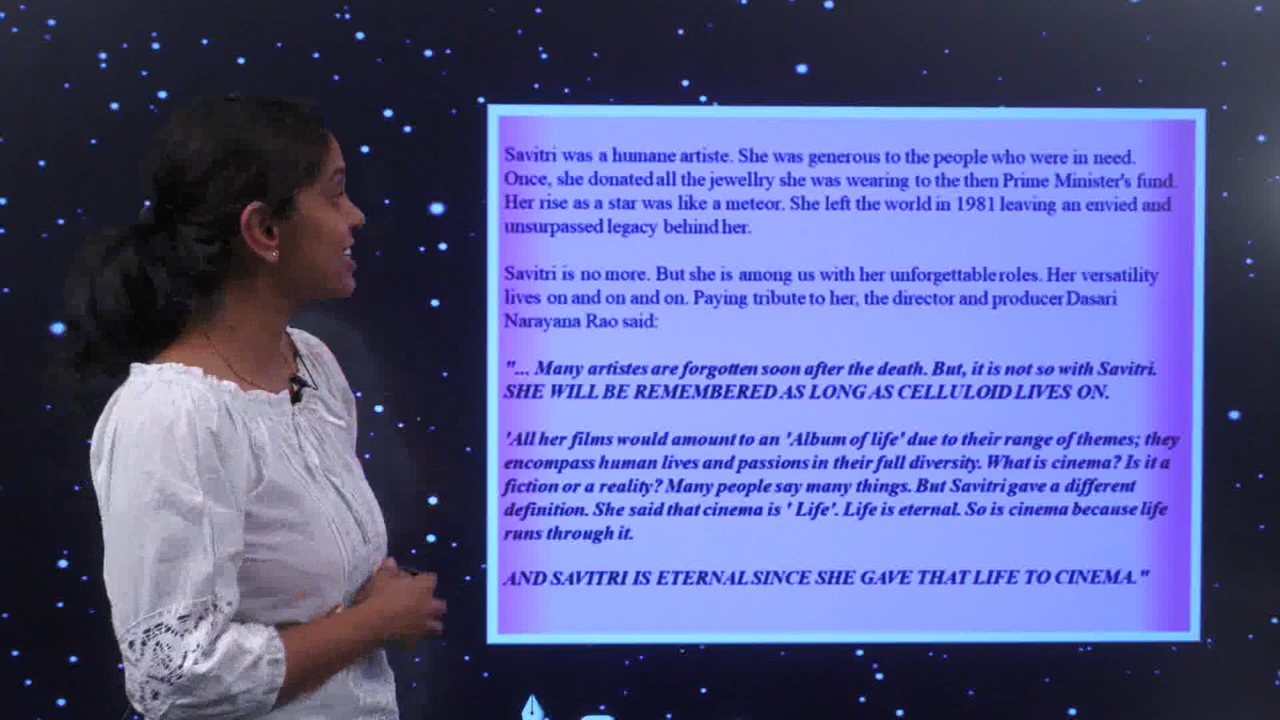 Savitri was a humane artiste. She was generous to the people who were in need.
Once, she donated all the jewellry she was wearing to the then Prime Minister's fund.
Her rise as a star was like a meteor. She left the world in 1981 leaving an envied and
unsurpassed legacy behind her.
Savitri is no more. But she is among us with her unforgettable roles. Her versatility
lives on and on and on. Paying tribute to her, the director and producer Dasari
Narayana Rao said:
"... Many artistes are forgotten soon after the death. But, it is not so with Savitri.
SHE WILL BE REMEMBERED AS LONG AS CELLULOID LIVES ON.
'All her films would amount to an 'Album of life' due to their range of themes; they
encompass human lives and passions in their full diversity. What is cinema? Is it a
fiction or a reality? Many people say many things. But Savitri gave a different
definition. She said that cinema is ' Life'. Life is eternal. So is cinema because life
runs through it.
AND SAVITRI IS ETERNAL SINCE SHE GAVE THAT LIFE TO CINEMA."